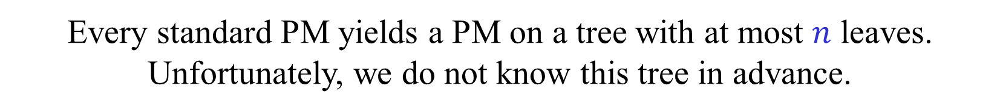 Every standard PM yields a PM on a tree with at most n leaves.
Unfortunately, we do not know this tree in advance.